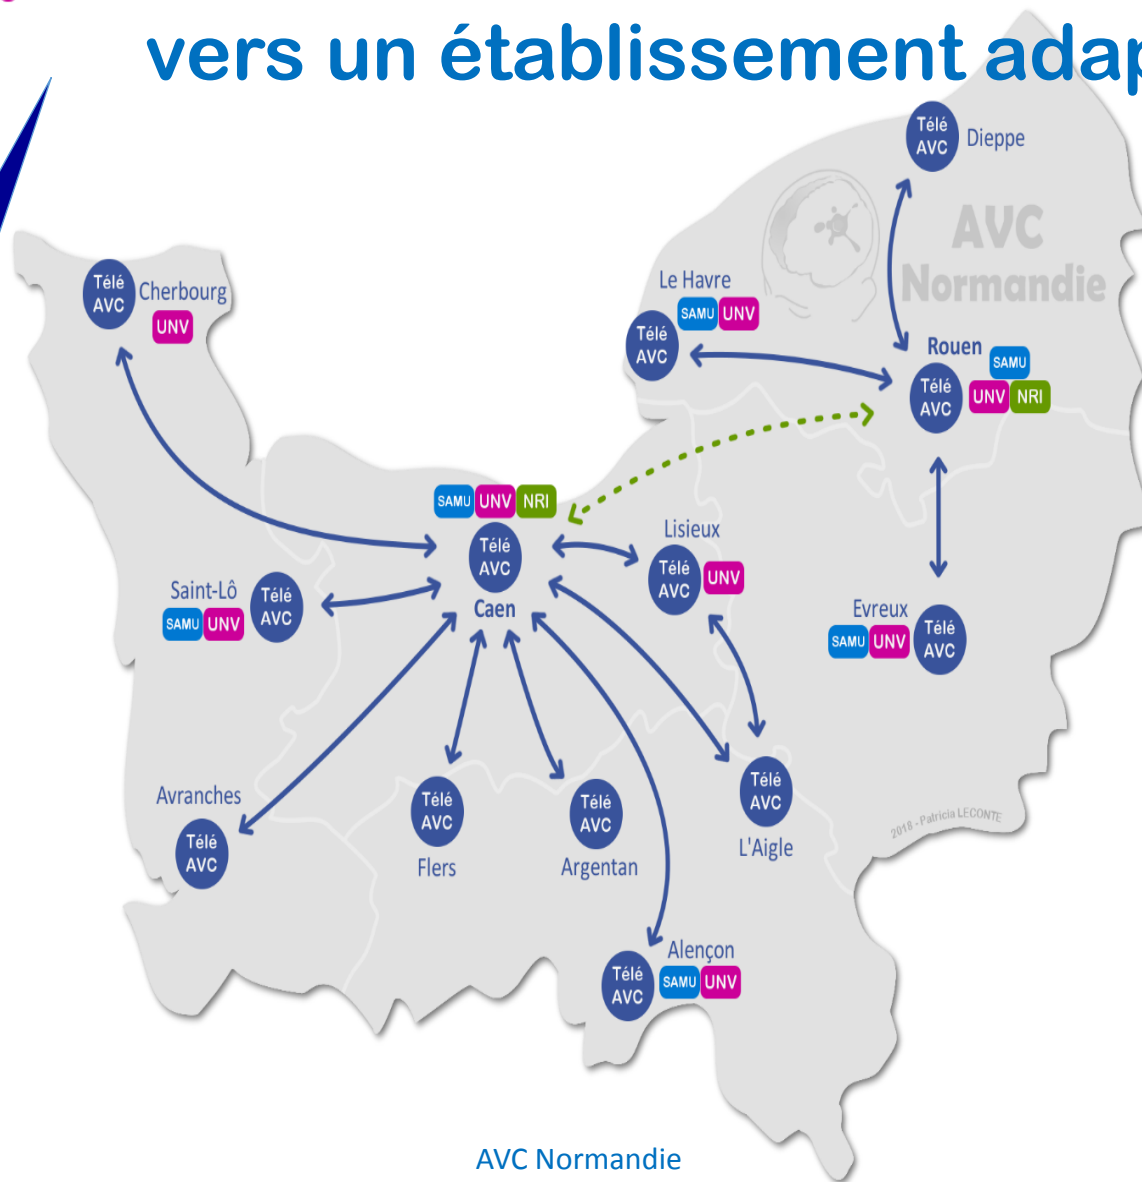 vers un établissement adap
Télé
AVC
Dieppe
AVC
Normandie
Télé
AVC
Cherbourg
UNV
Le Havre
SAMU UNV
Télé
AVC
Rouen
SAMU
Télé
AVC
UNV NRI
SAMU UNV NRI
Télé
AVC
Caen
Lisieux
Télé
AVC
UNV
Saint-Lô
SAMU UNV
Télé
AVC
Evreux
SAMU UNV
Télé
AVC
Avranches
Télé
AVC
Télé
AVC
Flers
Télé
AVC
Argentan
Télé
AVC
L'Aigle
2018 - Patricia LECONTE
Alençon
Télé
AVC
SAMU UNV
AVC Normandie